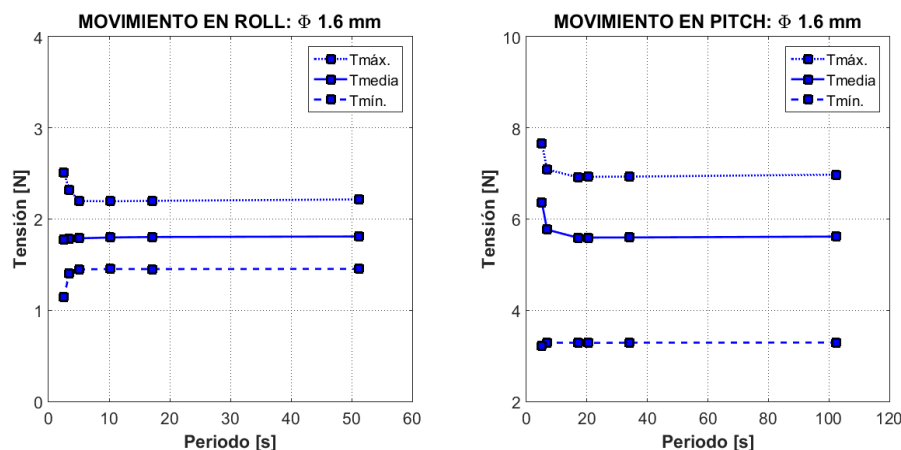 MOVIMIENTO EN ROLL: Φ 1.6 mm
Tmáx.
Tmedia
Tmín.
Tensión [N]
4
3
2
1
0
0 10 20 30 40 50 60
Periodo [s]
MOVIMIENTO EN PITCH: Φ 1.6 mm
Tmáx.
Tmedia
Tmín.
Tensión [N]
10
8
6
4
2
0 20 40 60 80 100 120
Periodo [s]